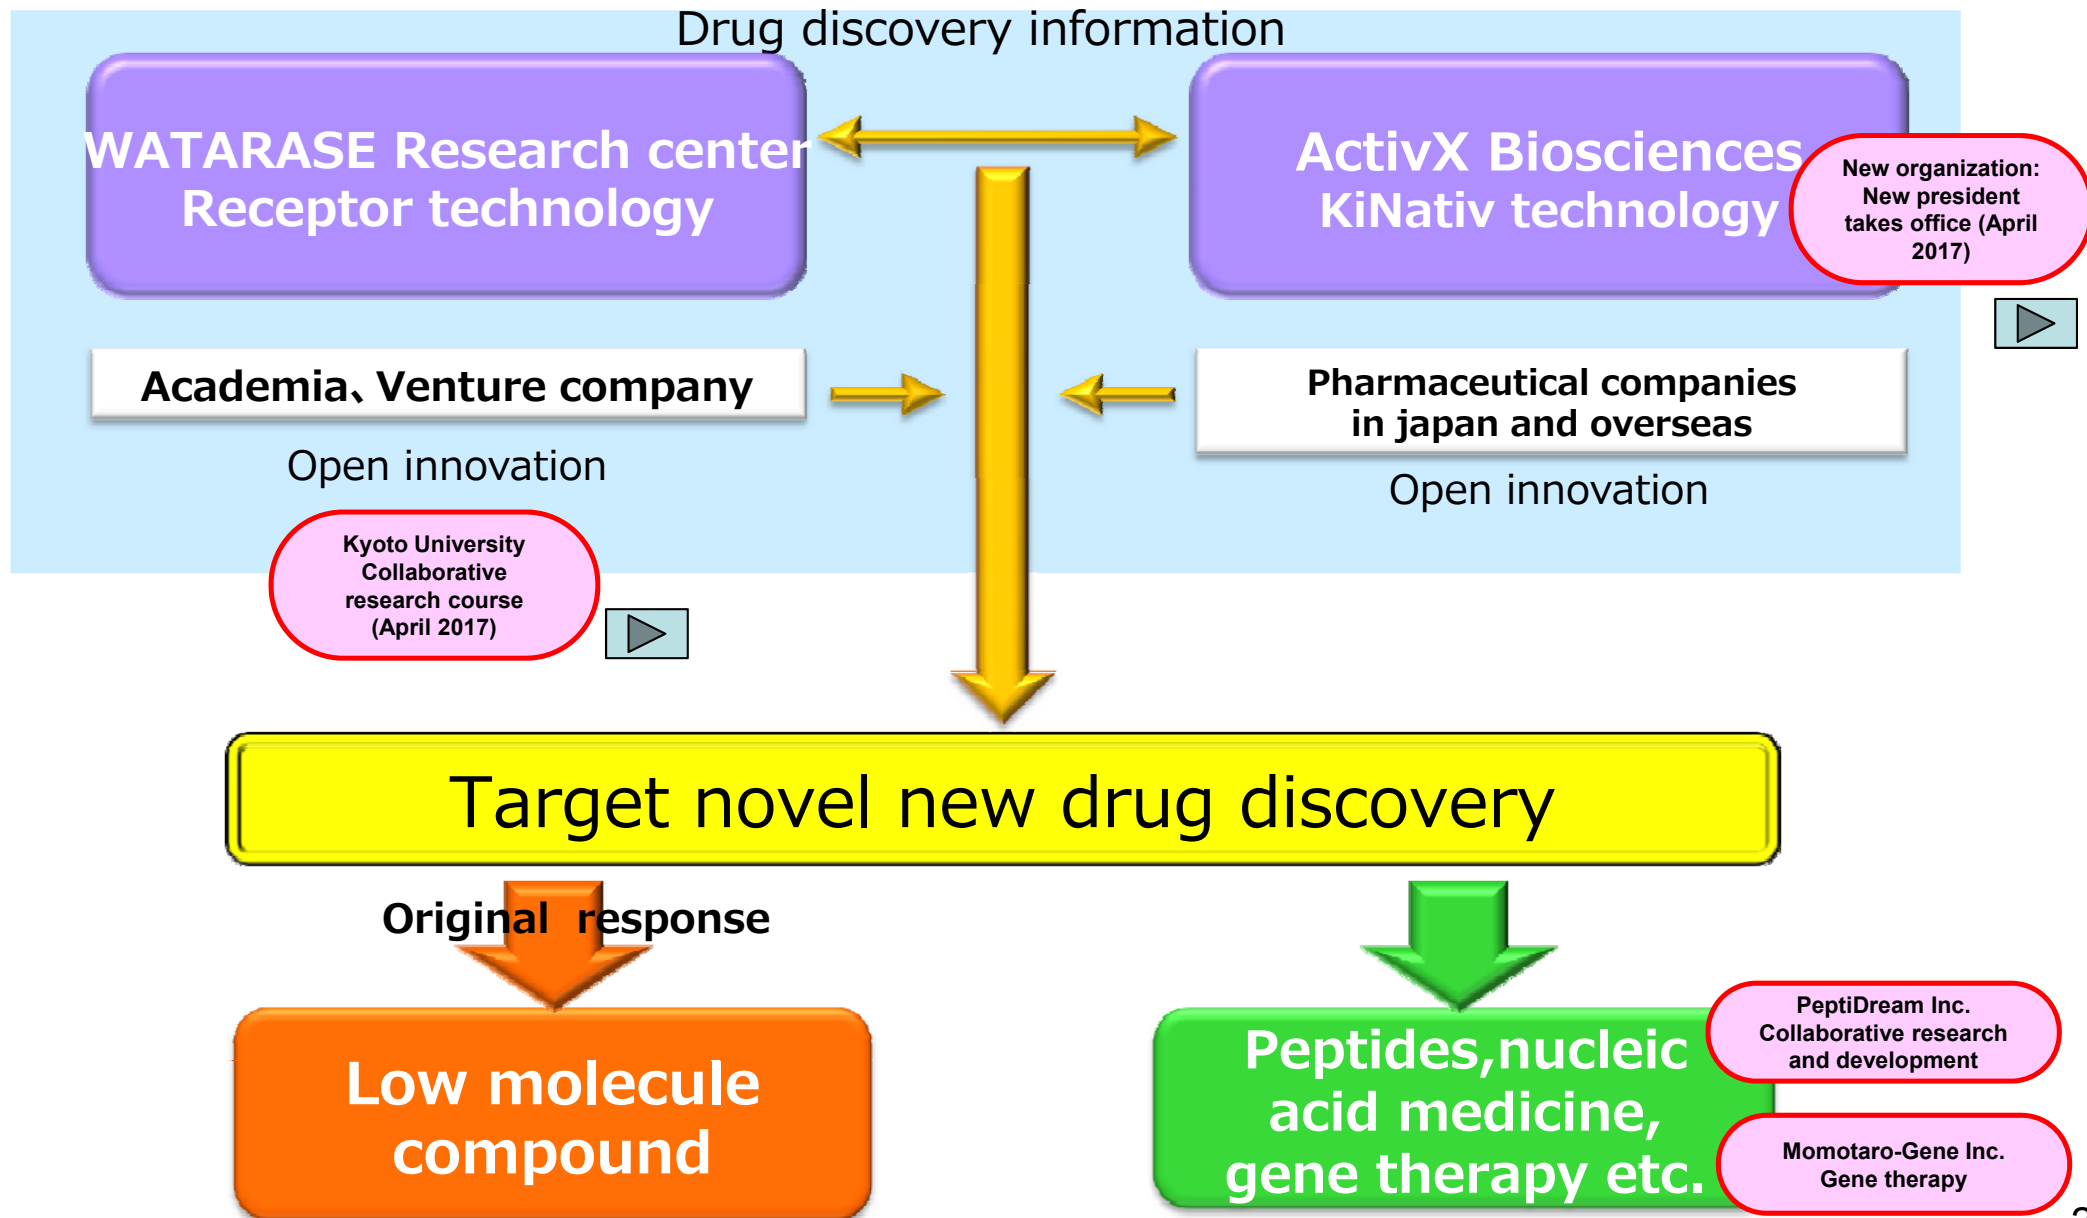 Drug discovery information
WATARASE Research center
Receptor technology
ActivX Biosciences
KiNativ technology
New organization:
New president
takes office (April
2017)
Academia、Venture company
Pharmaceutical companies
in japan and overseas
Open innovation
Open innovation
Kyoto University
Collaborative
research course
(April 2017)
Target novel new drug discovery
Original response
Low molecule
compound
Peptides,nucleic
acid medicine,
gene therapy etc.
PeptiDream Inc.
Collaborative research
and development
Momotaro-Gene Inc.
Gene therapy